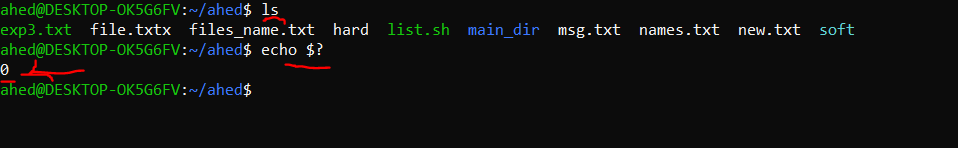 ahed@DESKTOP-OK5G6FV:~/ahed$ ls
exp3.txt file.txtx files_name.txt hard list.sh main_dir msg.txt names.txt new.txt soft
ahed@DESKTOP-OK5G6FV:~/ahed$ echo $?
0
ahed@DESKTOP-OK5G6FV:~/ahed$